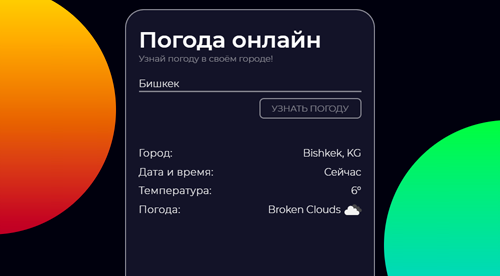 Погода онлайн
Узнай погоду в своём городе!
Бишкек
УЗНАТЬ ПОГОДУ
Город: Bishkek, KG
Дата и время: Сейчас
Температура: 6°
Погода: Broken Clouds